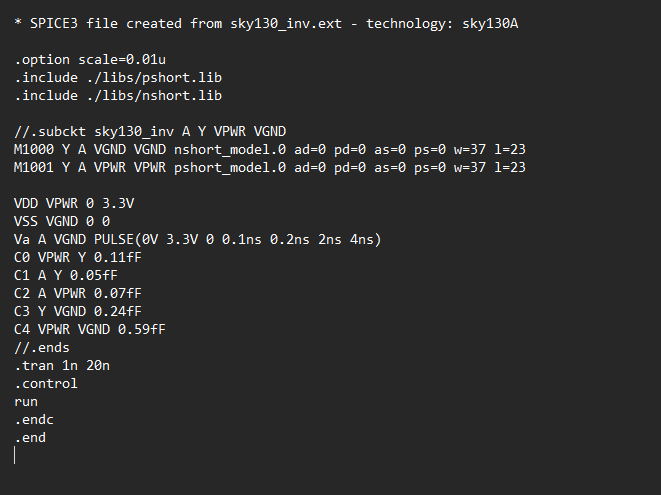 * SPICE3 file created from sky130_inv.ext - technology: sky130A
.option scale=0.01u
.include ./libs/pshort.lib
.include ./libs/nshort.lib
//.subckt sky130_inv A Y VPWR VGND
M1000 Y A VGND VGND nshort_model.0 ad=0 pd=0 as=0 ps=0 w=37 l=23
M1001 Y A VPWR VPWR pshort_model.0 ad=0 pd=0 as=0 ps=0 w=37 l=23
VDD VPWR 0 3.3V
VSS VGND 0 0
Va A VGND PULSE(0V 3.3V 0 0.1ns 0.2ns 2ns 4ns)
C0 VPWR Y 0.11fF
C1 A Y 0.05fF
C2 A VPWR 0.07fF
C3 Y VGND 0.24fF
C4 VPWR VGND 0.59fF
//.ends
.tran 1n 20n
.control
run
.endc
.end